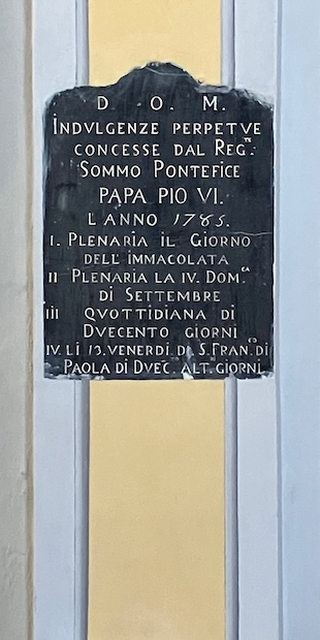 D. O. M.
INDVLGENZE PERPETVE
CONCESSE DAL REG.TE
SOMMO PONTEFICE
PAPA PIO VI.
L'ANNO 1785.
I. PLENARIA IL GIORNO
DELL' IMMACOLATA
II PLENARIA LA IV. DOM.CA
DI SETTEMBRE
III QVOTTIDIANA DI
DVECENTO GIORNI
IV. LI 13. VENERDÌ DI S. FRAN.CO DI
PAOLA DI DVEC. ALT. GIORNI